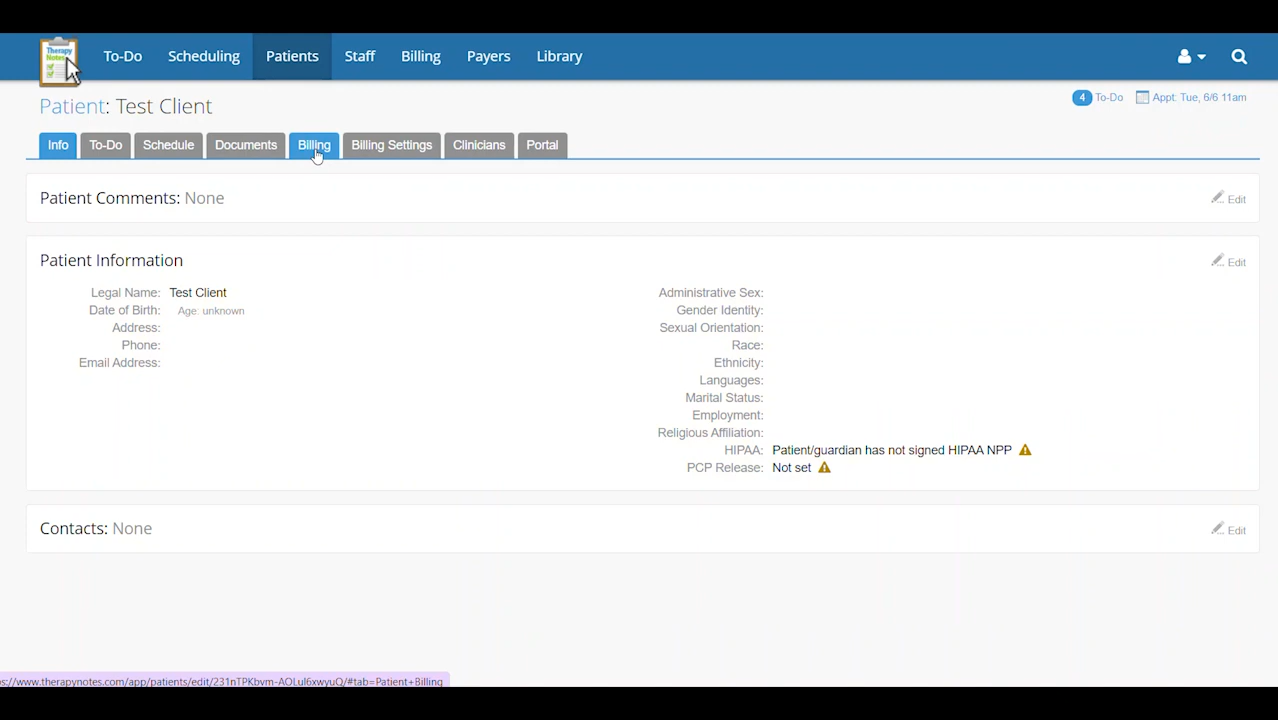 Therapy
Notes
To-Do Scheduling Patients Staff Billing Payers Library
Patient: Test Client
4 To-Do Appt: Tue, 6/6 11am
Info To-Do Schedule Documents Billing Billing Settings Clinicians Portal
Patient Comments: None
Edit
Patient Information
Edit
Legal Name: Test Client
Date of Birth: Age: unknown
Address:
Phone:
Email Address:
Administrative Sex:
Gender Identity:
Sexual Orientation:
Race:
Ethnicity:
Languages:
Marital Status:
Employment:
Religious Affiliation:
HIPAA: Patient/guardian has not signed HIPAA NPP
PCP Release: Not set
Contacts: None
Edit
s://www.therapynotes.com/app/patients/edit/231nTPKbvm-AOLul6xwyuQ/#tab=Patient+Billing